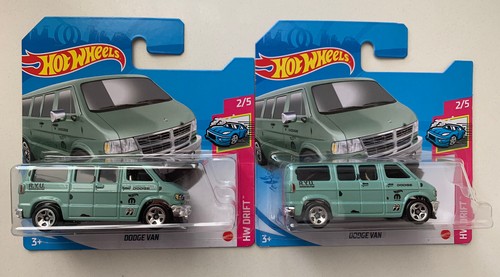 Hot Wheels
2/5
HW DRIFT
DODGE VAN
3+
Hot Wheels
2/5
HW DRIFT
DODGE VAN
3+